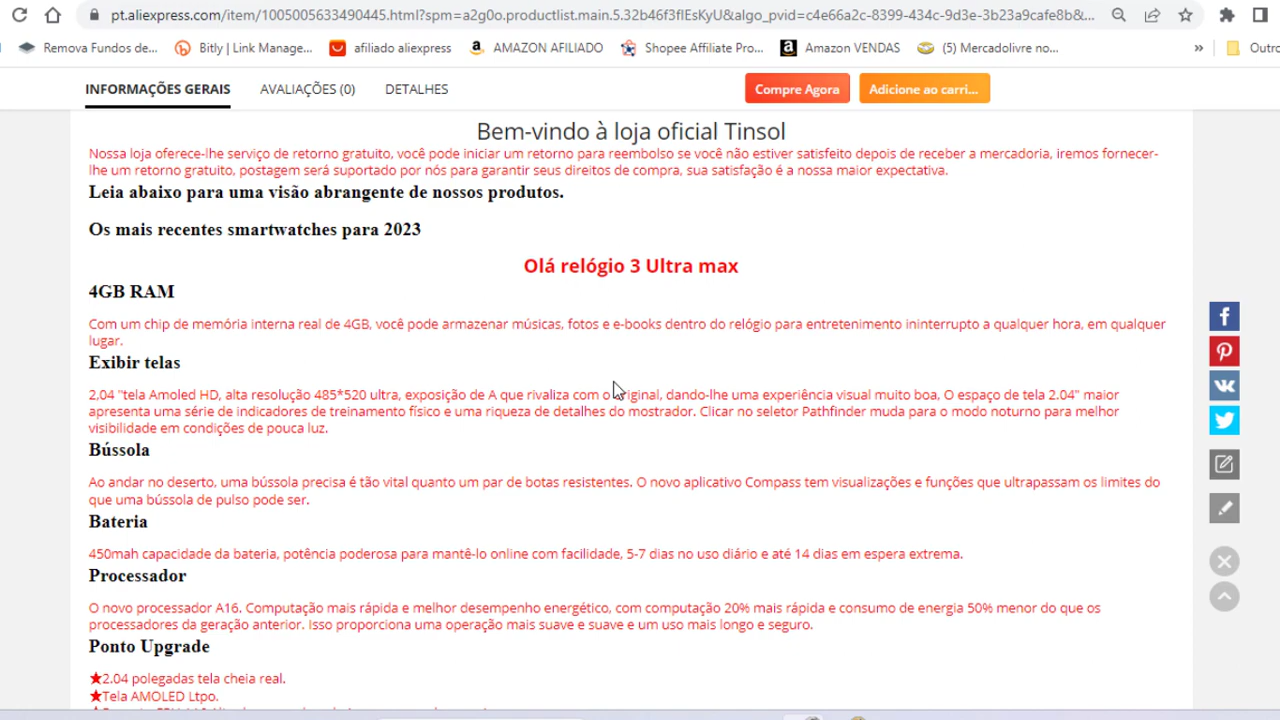 pt.aliexpress.com/item/1005005633490445.html?spm=a2g0o.productlist.main.5.32b46f3flEsKyU&algo_pvid=c4e66a2c-8399-434c-9d3e-3b23a9cafe8b&...
Remova Fundos de... Bitly | Link Manage... afiliado aliexpress AMAZON AFILIADO Shopee Affiliate Pro... Amazon VENDAS (5) Mercadolivre no... » Outro
INFORMAÇÕES GERAIS AVALIAÇÕES (0) DETALHES Compre Agora Adicione ao carri...
Bem-vindo à loja oficial Tinsol
Nossa loja oferece-lhe serviço de retorno gratuito, você pode iniciar um retorno para reembolso se você não estiver satisfeito depois de receber a mercadoria, iremos fornecer-
lhe um retorno gratuito, postagem será suportado por nós para garantir seus direitos de compra, sua satisfação é a nossa maior expectativa.
Leia abaixo para uma visão abrangente de nossos produtos.
Os mais recentes smartwatches para 2023
Olá relógio 3 Ultra max
4GB RAM
Com um chip de memória interna real de 4GB, você pode armazenar músicas, fotos e e-books dentro do relógio para entretenimento ininterrupto a qualquer hora, em qualquer
lugar.
Exibir telas
2,04 "tela Amoled HD, alta resolução 485*520 ultra, exposição de A que rivaliza com o original, dando-lhe uma experiência visual muito boa, O espaço de tela 2.04" maior
apresenta uma série de indicadores de treinamento físico e uma riqueza de detalhes do mostrador. Clicar no seletor Pathfinder muda para o modo noturno para melhor
visibilidade em condições de pouca luz.
Bússola
Ao andar no deserto, uma bússola precisa é tão vital quanto um par de botas resistentes. O novo aplicativo Compass tem visualizações e funções que ultrapassam os limites do
que uma bússola de pulso pode ser.
Bateria
450mah capacidade da bateria, potência poderosa para mantê-lo online com facilidade, 5-7 dias no uso diário e até 14 dias em espera extrema.
Processador
O novo processador A16. Computação mais rápida e melhor desempenho energético, com computação 20% mais rápida e consumo de energia 50% menor do que os
processadores da geração anterior. Isso proporciona uma operação mais suave e suave e um uso mais longo e seguro.
Ponto Upgrade
★2.04 polegadas tela cheia real.
★Tela AMOLED Ltpo.